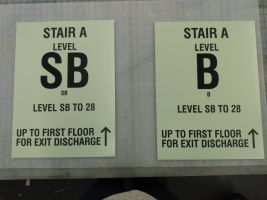 STAIR A
LEVEL
SB
SB
LEVEL SB TO 28
UP TO FIRST FLOOR
FOR EXIT DISCHARGE
STAIR A
LEVEL
B
B
LEVEL SB TO 28
UP TO FIRST FLOOR
FOR EXIT DISCHARGE